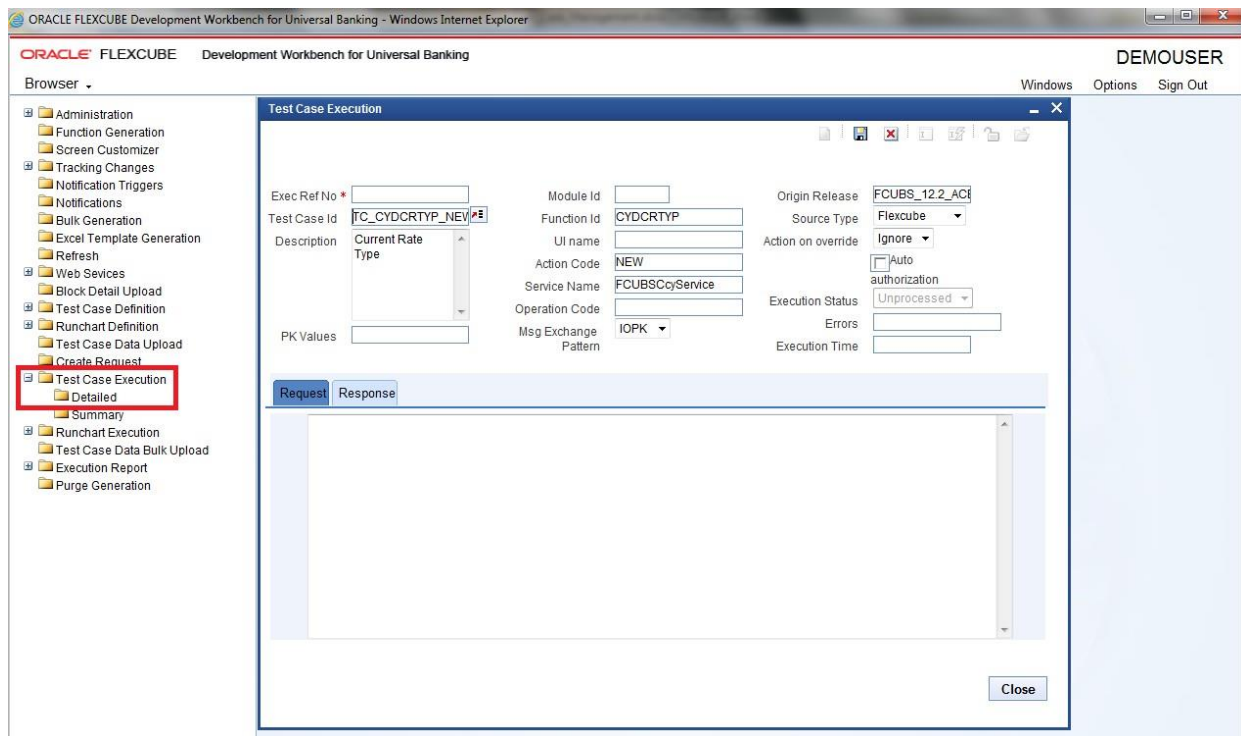 ORACLE FLEXCUBE Development Workbench for Universal Banking - Windows Internet Explorer
ORACLE FLEXCUBE Development Workbench for Universal Banking
DEMOUSER
Browser
Windows Options Sign Out
Administration
Function Generation
Screen Customizer
Tracking Changes
Notification Triggers
Notifications
Bulk Generation
Excel Template Generation
Refresh
Web Sevices
Block Detail Upload
Test Case Definition
Runchart Definition
Test Case Data Upload
Create Request
Test Case Execution
Detailed
Summary
Runchart Execution
Test Case Data Bulk Upload
Execution Report
Purge Generation
Test Case Execution
Exec Ref No *
Test Case Id TC_CYDCRTYP_NEW
Description Current Rate
Type
PK Values
Module Id
Function Id CYDCRTYP
UI name
Action Code NEW
Service Name FCUBSCcyService
Operation Code
Msg Exchange IOPK
Pattern
Origin Release FCUBS_12.2_ACE
Source Type Flexcube
Action on override Ignore
Auto
authorization
Execution Status Unprocessed
Errors
Execution Time
Request Response
Close